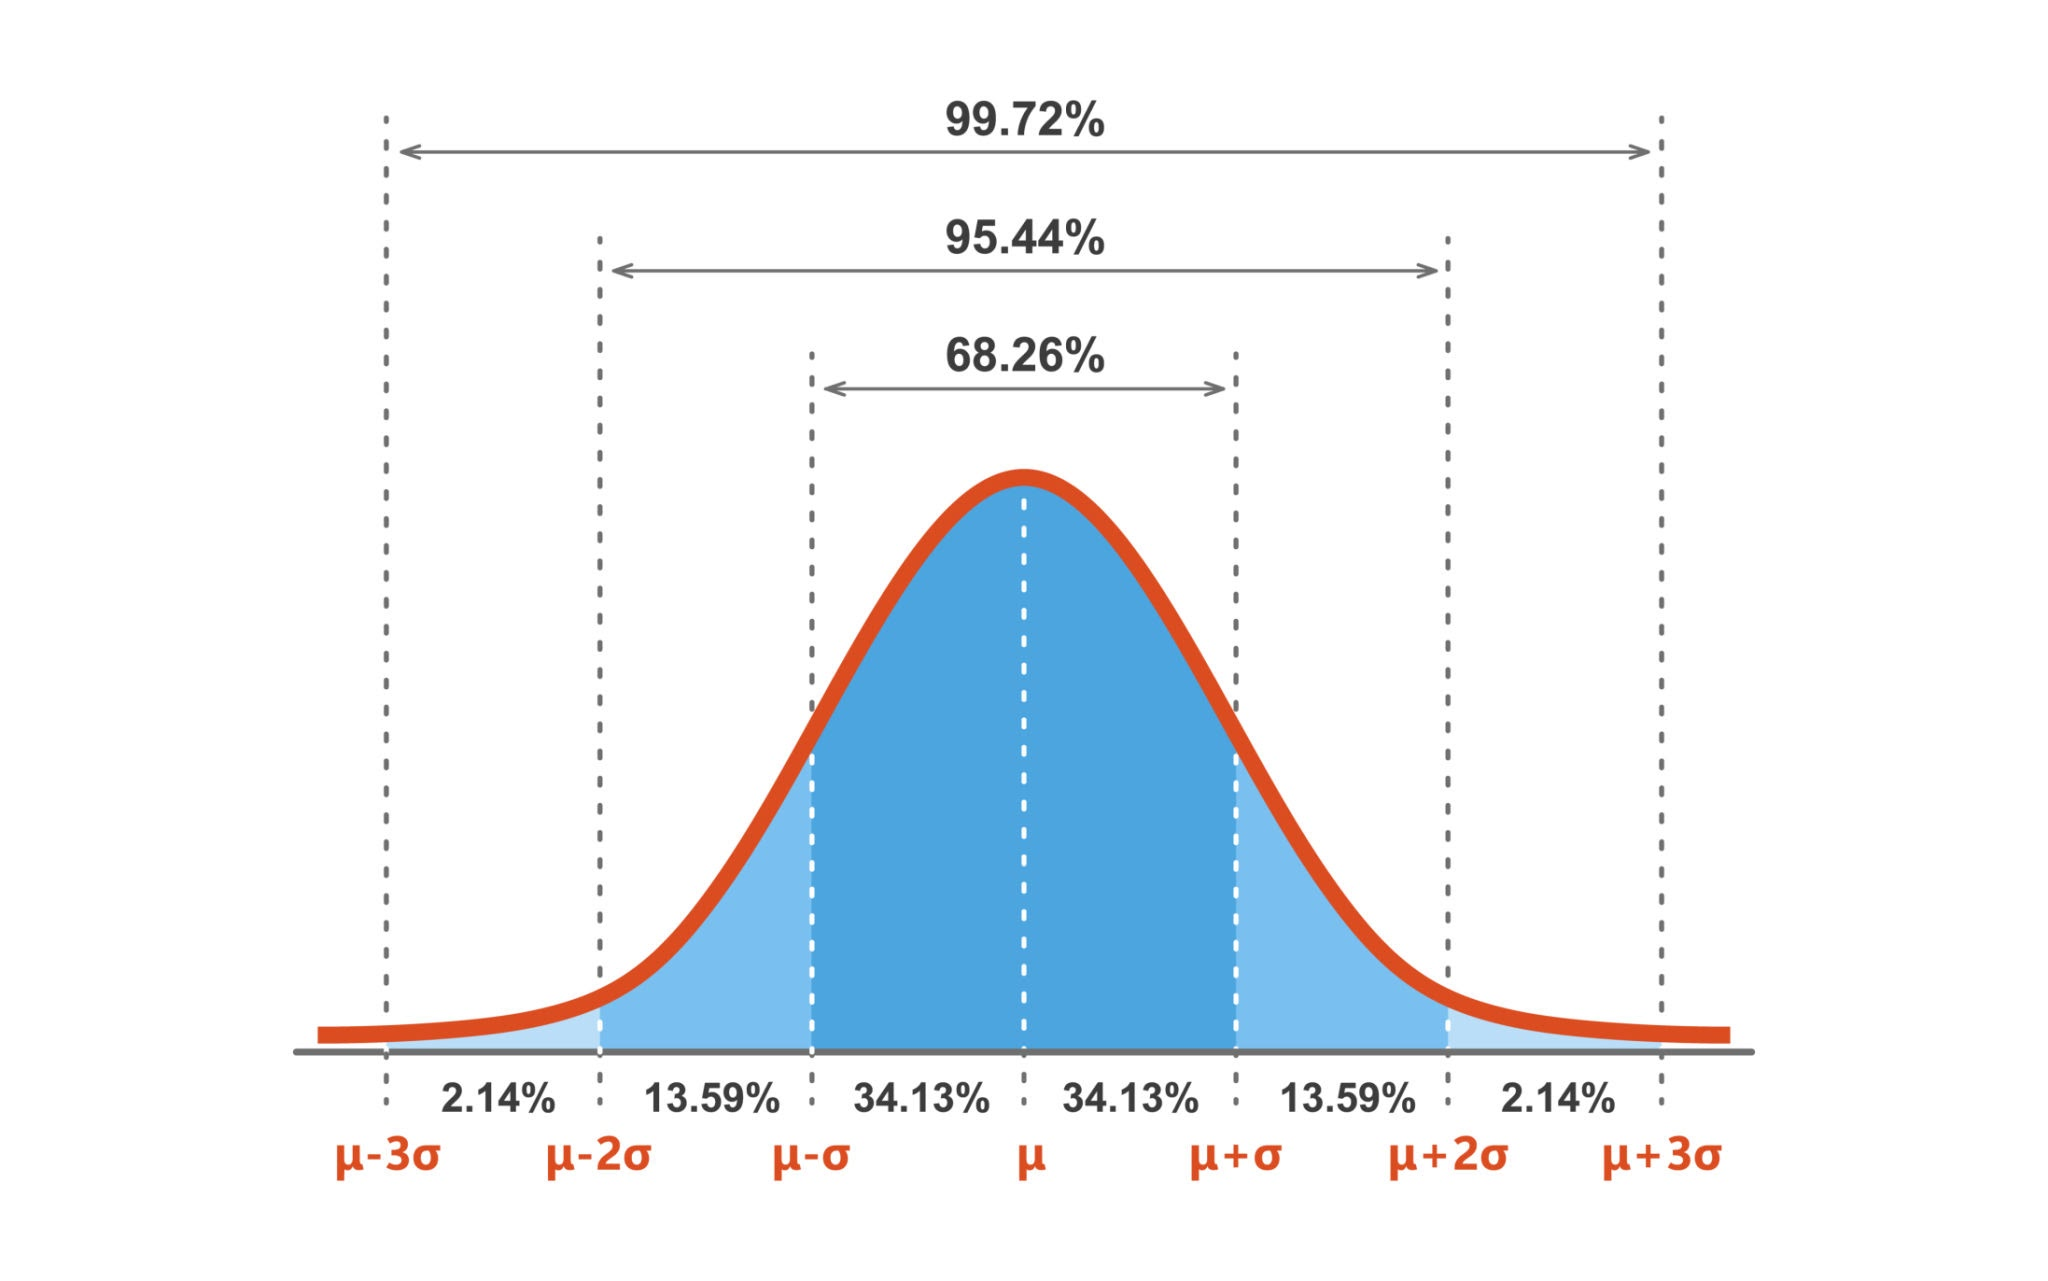 99.72%
95.44%
68.26%
2.14% 13.59% 34.13% 34.13% 13.59% 2.14%
μ-3σ μ-2σ μ-σ μ μ+σ μ+2σ μ+3σ